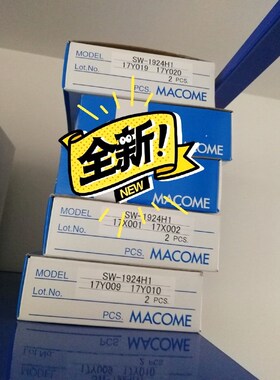 MODEL SW-1924H1
Lot.No. 17Y019 17Y020
2 PCS.
MACOME
全新!
NEW
MACOME
MODEL SW-1924H1
Lot.No. 17X001 17X002
2 PCS.
PCS. MACOME
MODEL SW-1924H1
Lot.No. 17Y009 17Y010
2 PCS.
PCS. MACOME